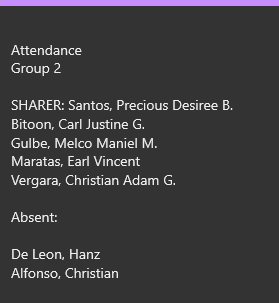 Attendance
Group 2
SHARER: Santos, Precious Desiree B.
Bitoon, Carl Justine G.
Gulbe, Melco Maniel M.
Maratas, Earl Vincent
Vergara, Christian Adam G.
Absent:
De Leon, Hanz
Alfonso, Christian